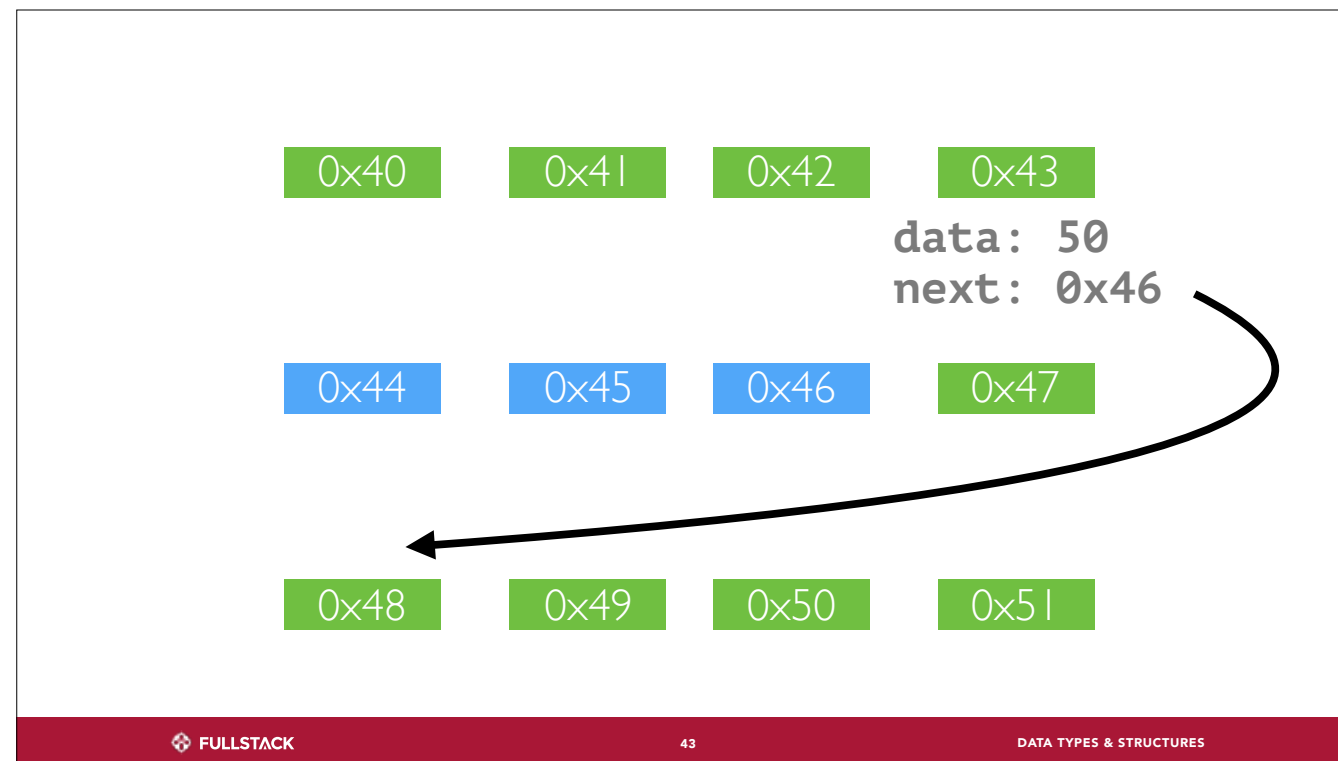 0x40 0x41 0x42 0x43
data: 50
next: 0x46
0x44 0x45 0x46 0x47
0x48 0x49 0x50 0x51
FULLSTACK 43 DATA TYPES & STRUCTURES